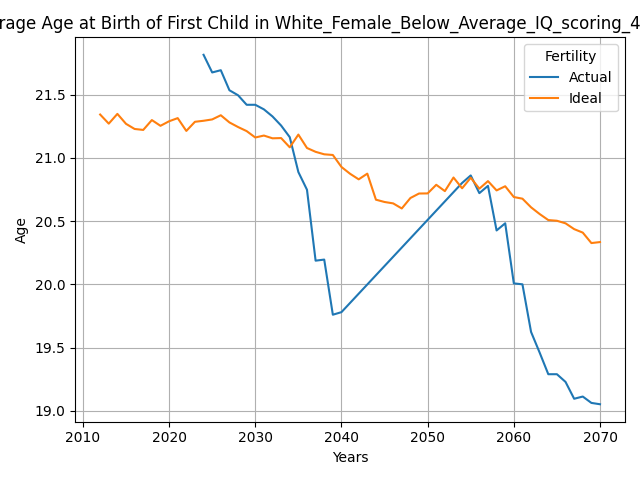 Age at Birth of First Child in White_Female_Below_Average_IQ_scoring_4
Fertility
Actual
Ideal
21.5
21.0
20.5
20.0
19.5
19.0
Age
2010 2020 2030 2040 2050 2060 2070
Years